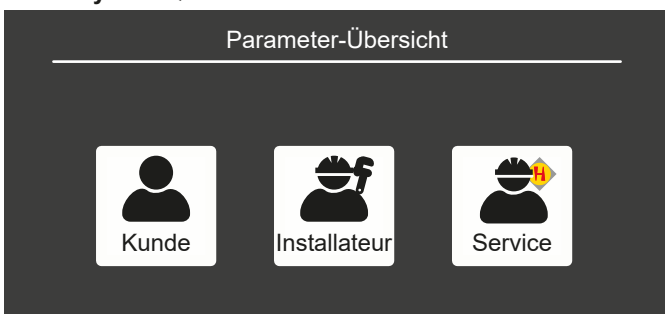 Parameter-Übersicht
H
Kunde
Installateur
Service